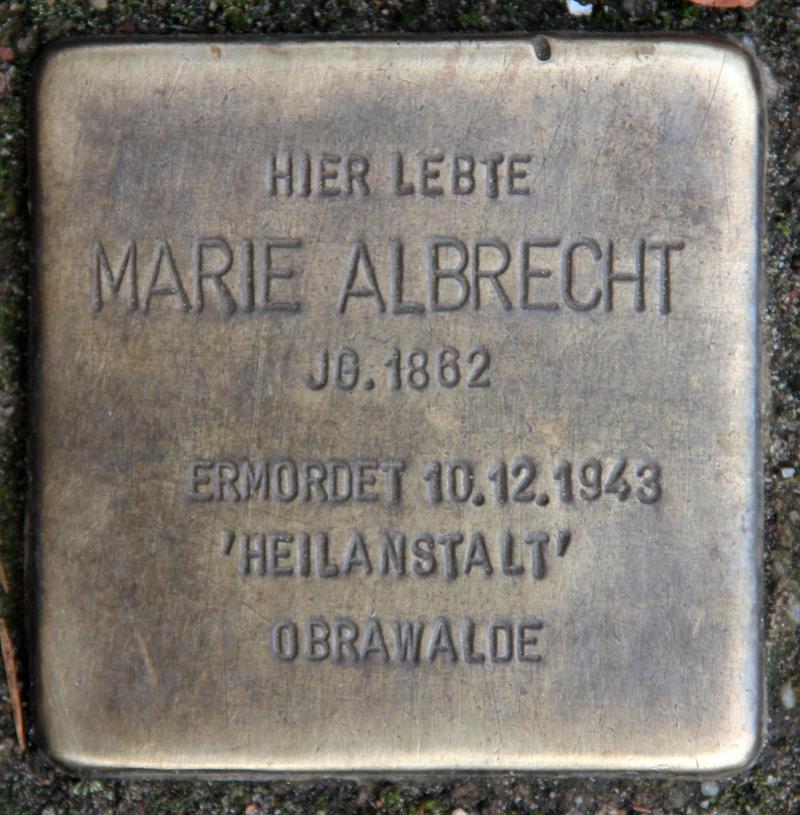 HIER LEBTE
MARIE ALBRECHT
JG. 1862
ERMORDET 10.12.1943
'HEILANSTALT'
OBRAWALDE